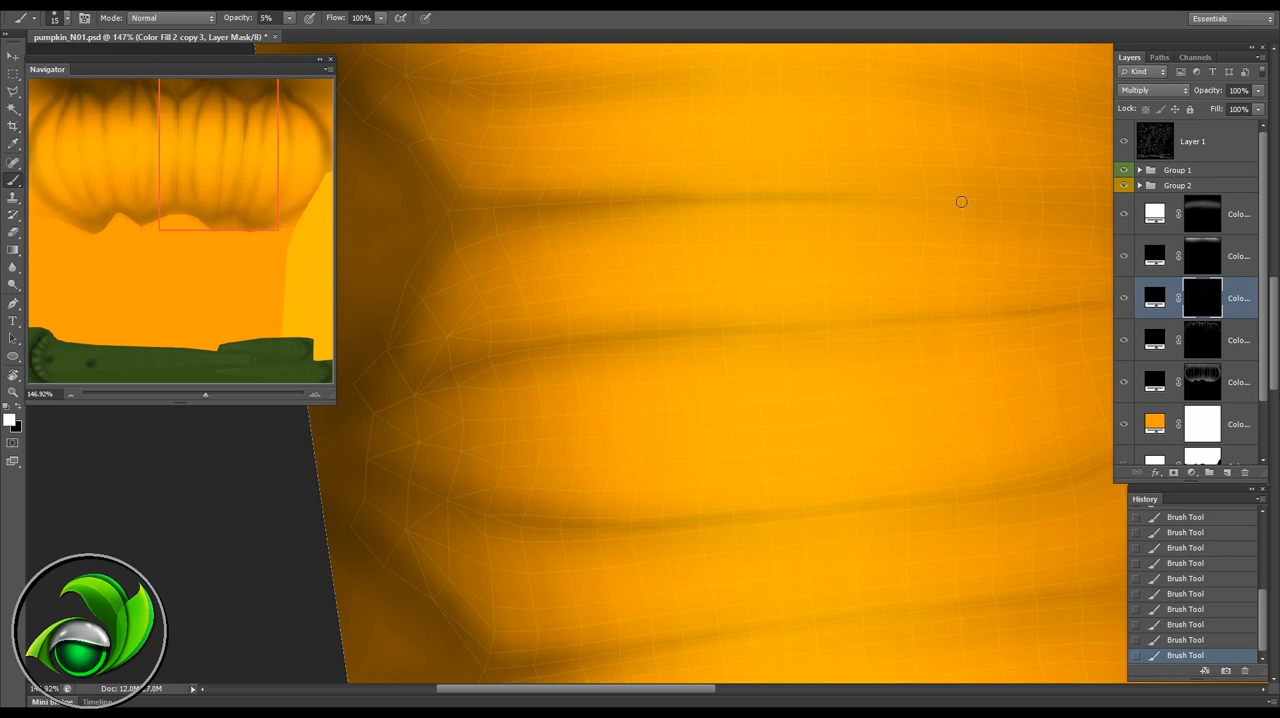 15 Mode: Normal Opacity: 5% Flow: 100% Essentials
pumpkin_N01.psd @ 147% (Color Fill 2 copy 3, Layer Mask/8) * ×
Navigator
146.92%
Layers Paths Channels
Kind
Multiply Opacity: 100%
Lock: Fill: 100%
Layer 1
Group 1
Group 2
Colo...
Colo...
Colo...
Colo...
Colo...
Colo...
Colo...
History
Brush Tool
Brush Tool
Brush Tool
Brush Tool
Brush Tool
Brush Tool
Brush Tool
Brush Tool
Brush Tool
Brush Tool
Timeline